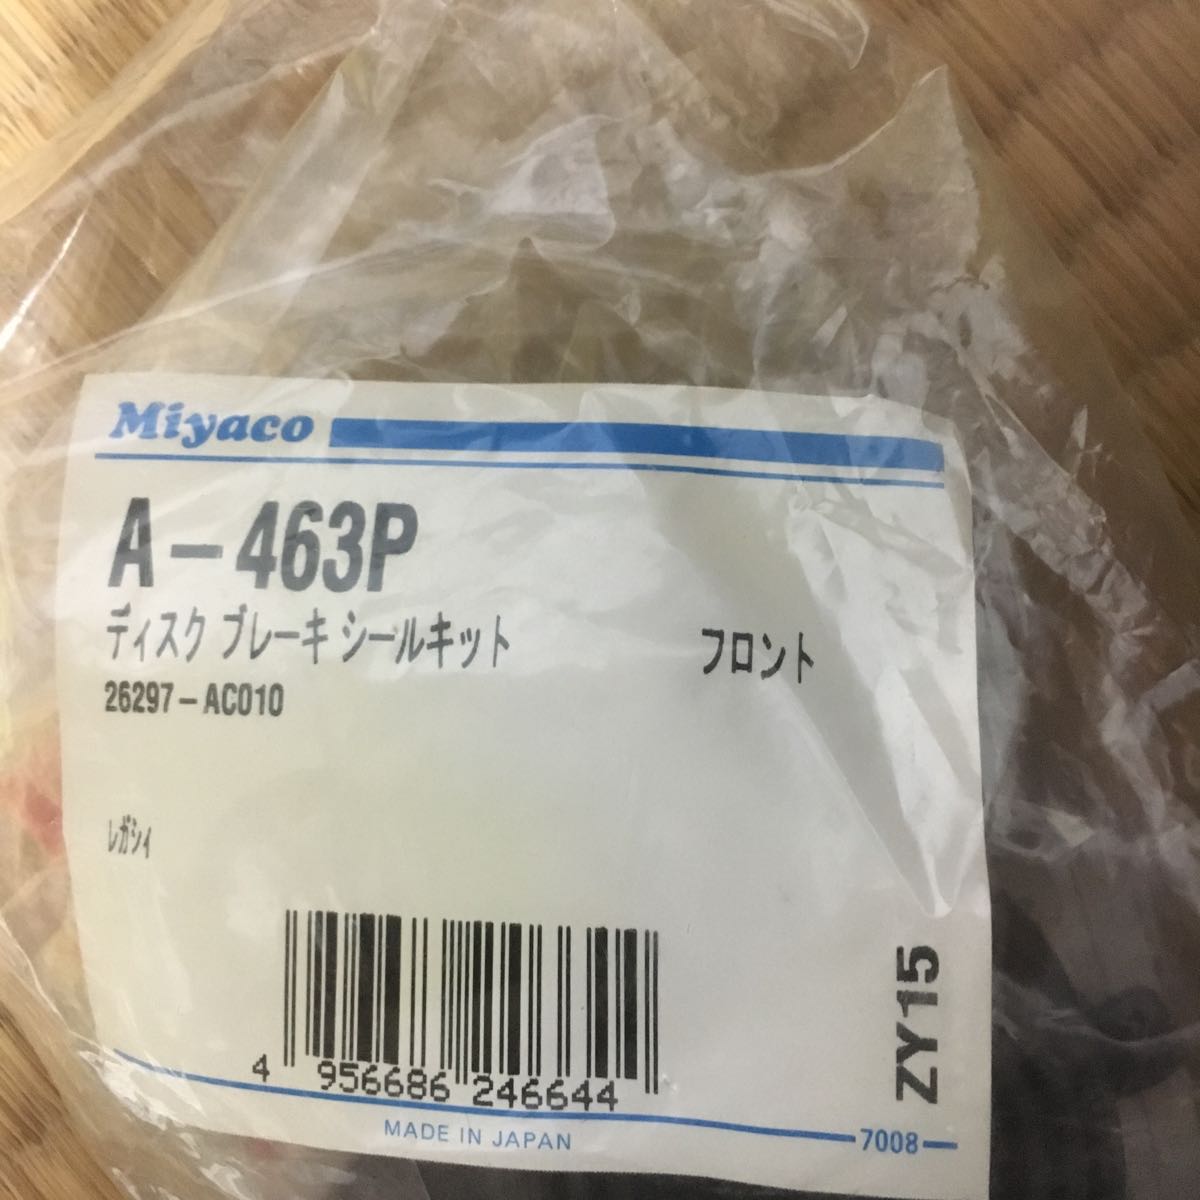 Miyaco
A-463P
ディスク ブレーキ シールキット フロント
26297-AC010
レガシィ
4 956686 246644
ZY15
MADE IN JAPAN
7008